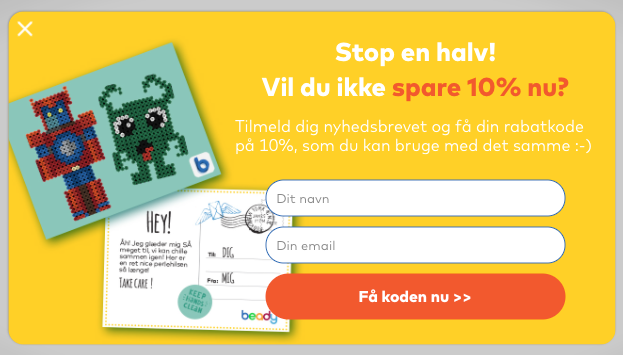 Stop en halv!
Vil du ikke spare 10% nu?
Tilmeld dig nyhedsbrevet og få din rabatkode
på 10%, som du kan bruge med det samme :-)
Dit navn
Din email
Få koden nu >>
b
HEY!
Åh! Jeg glæder mig SÅ
meget til, vi kan chille
sammen igen! Her er
en ret nice perlehilsen
så længe!
TAKE CARE!
Til: DIG
Fra: MIG
KEEP
(HANDS)
CLEAN
beady